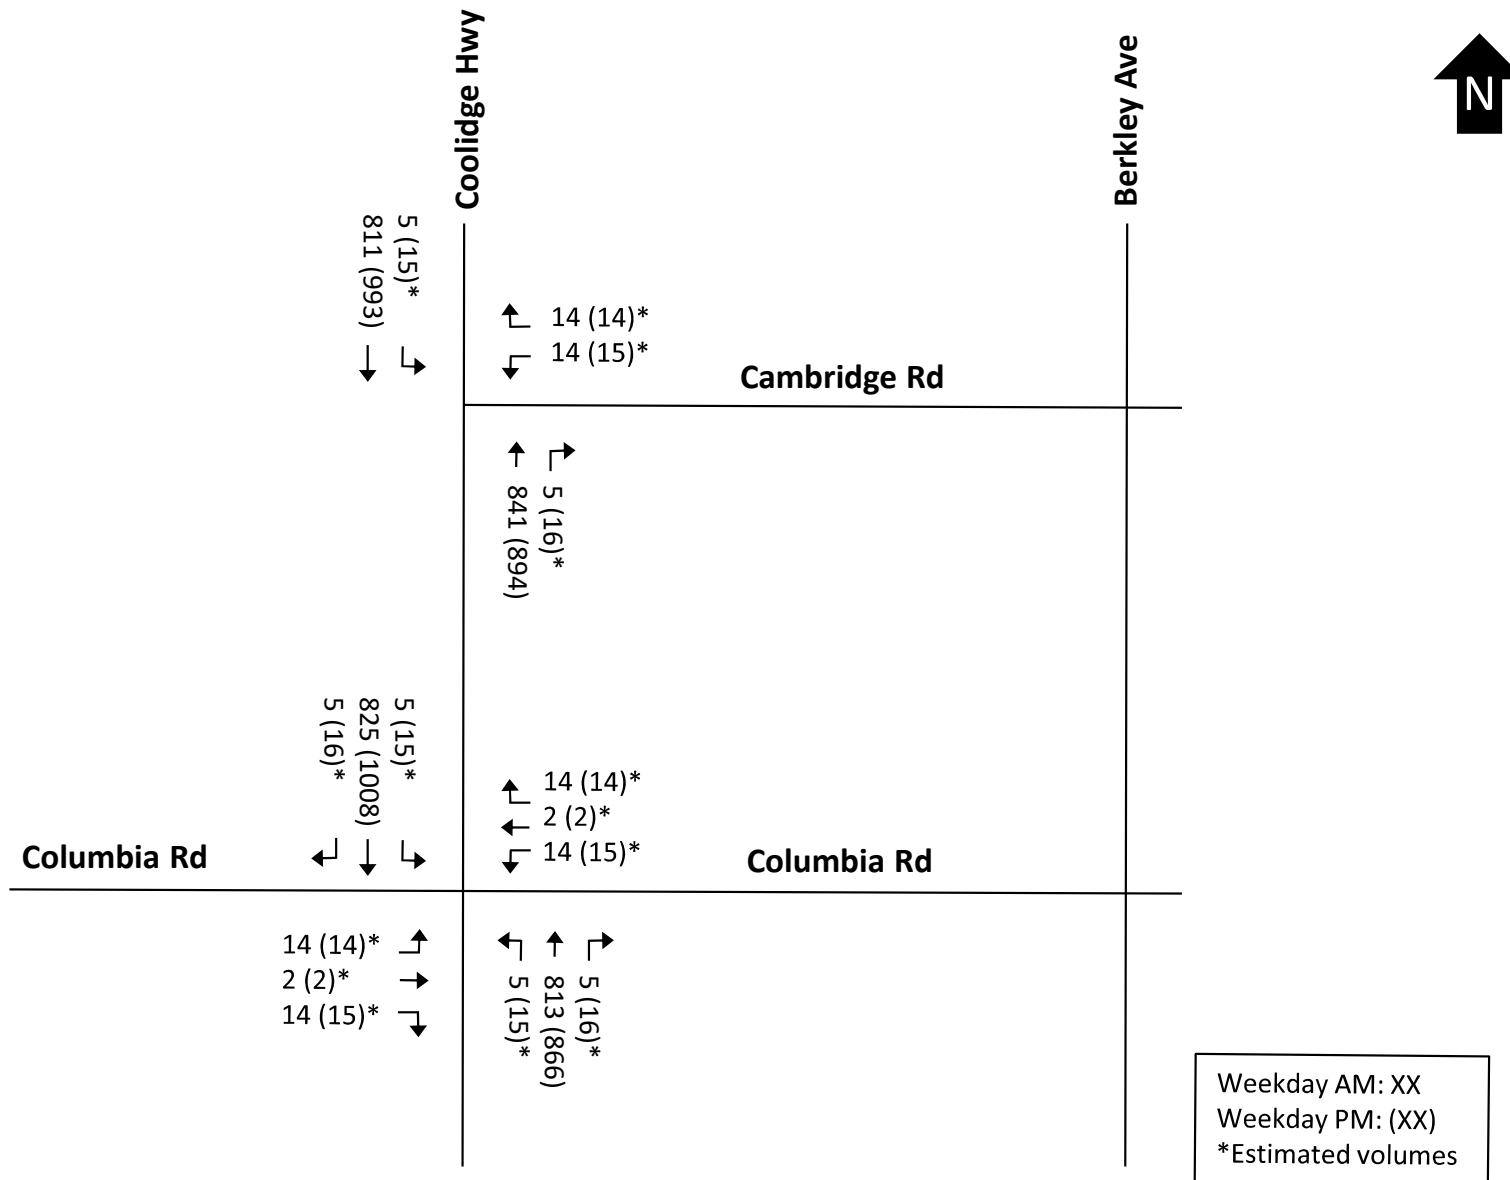 Coolidge Hwy
Berkley Ave
N
5 (15)*
811 (993)
14 (14)*
14 (15)*
Cambridge Rd
5 (16)*
841 (894)
5 (15)*
825 (1008)
5 (16)*
14 (14)*
2 (2)*
14 (15)*
Columbia Rd
Columbia Rd
14 (14)*
2 (2)*
14 (15)*
5 (16)*
813 (866)
5 (15)*
Weekday AM: XX
Weekday PM: (XX)
*Estimated volumes